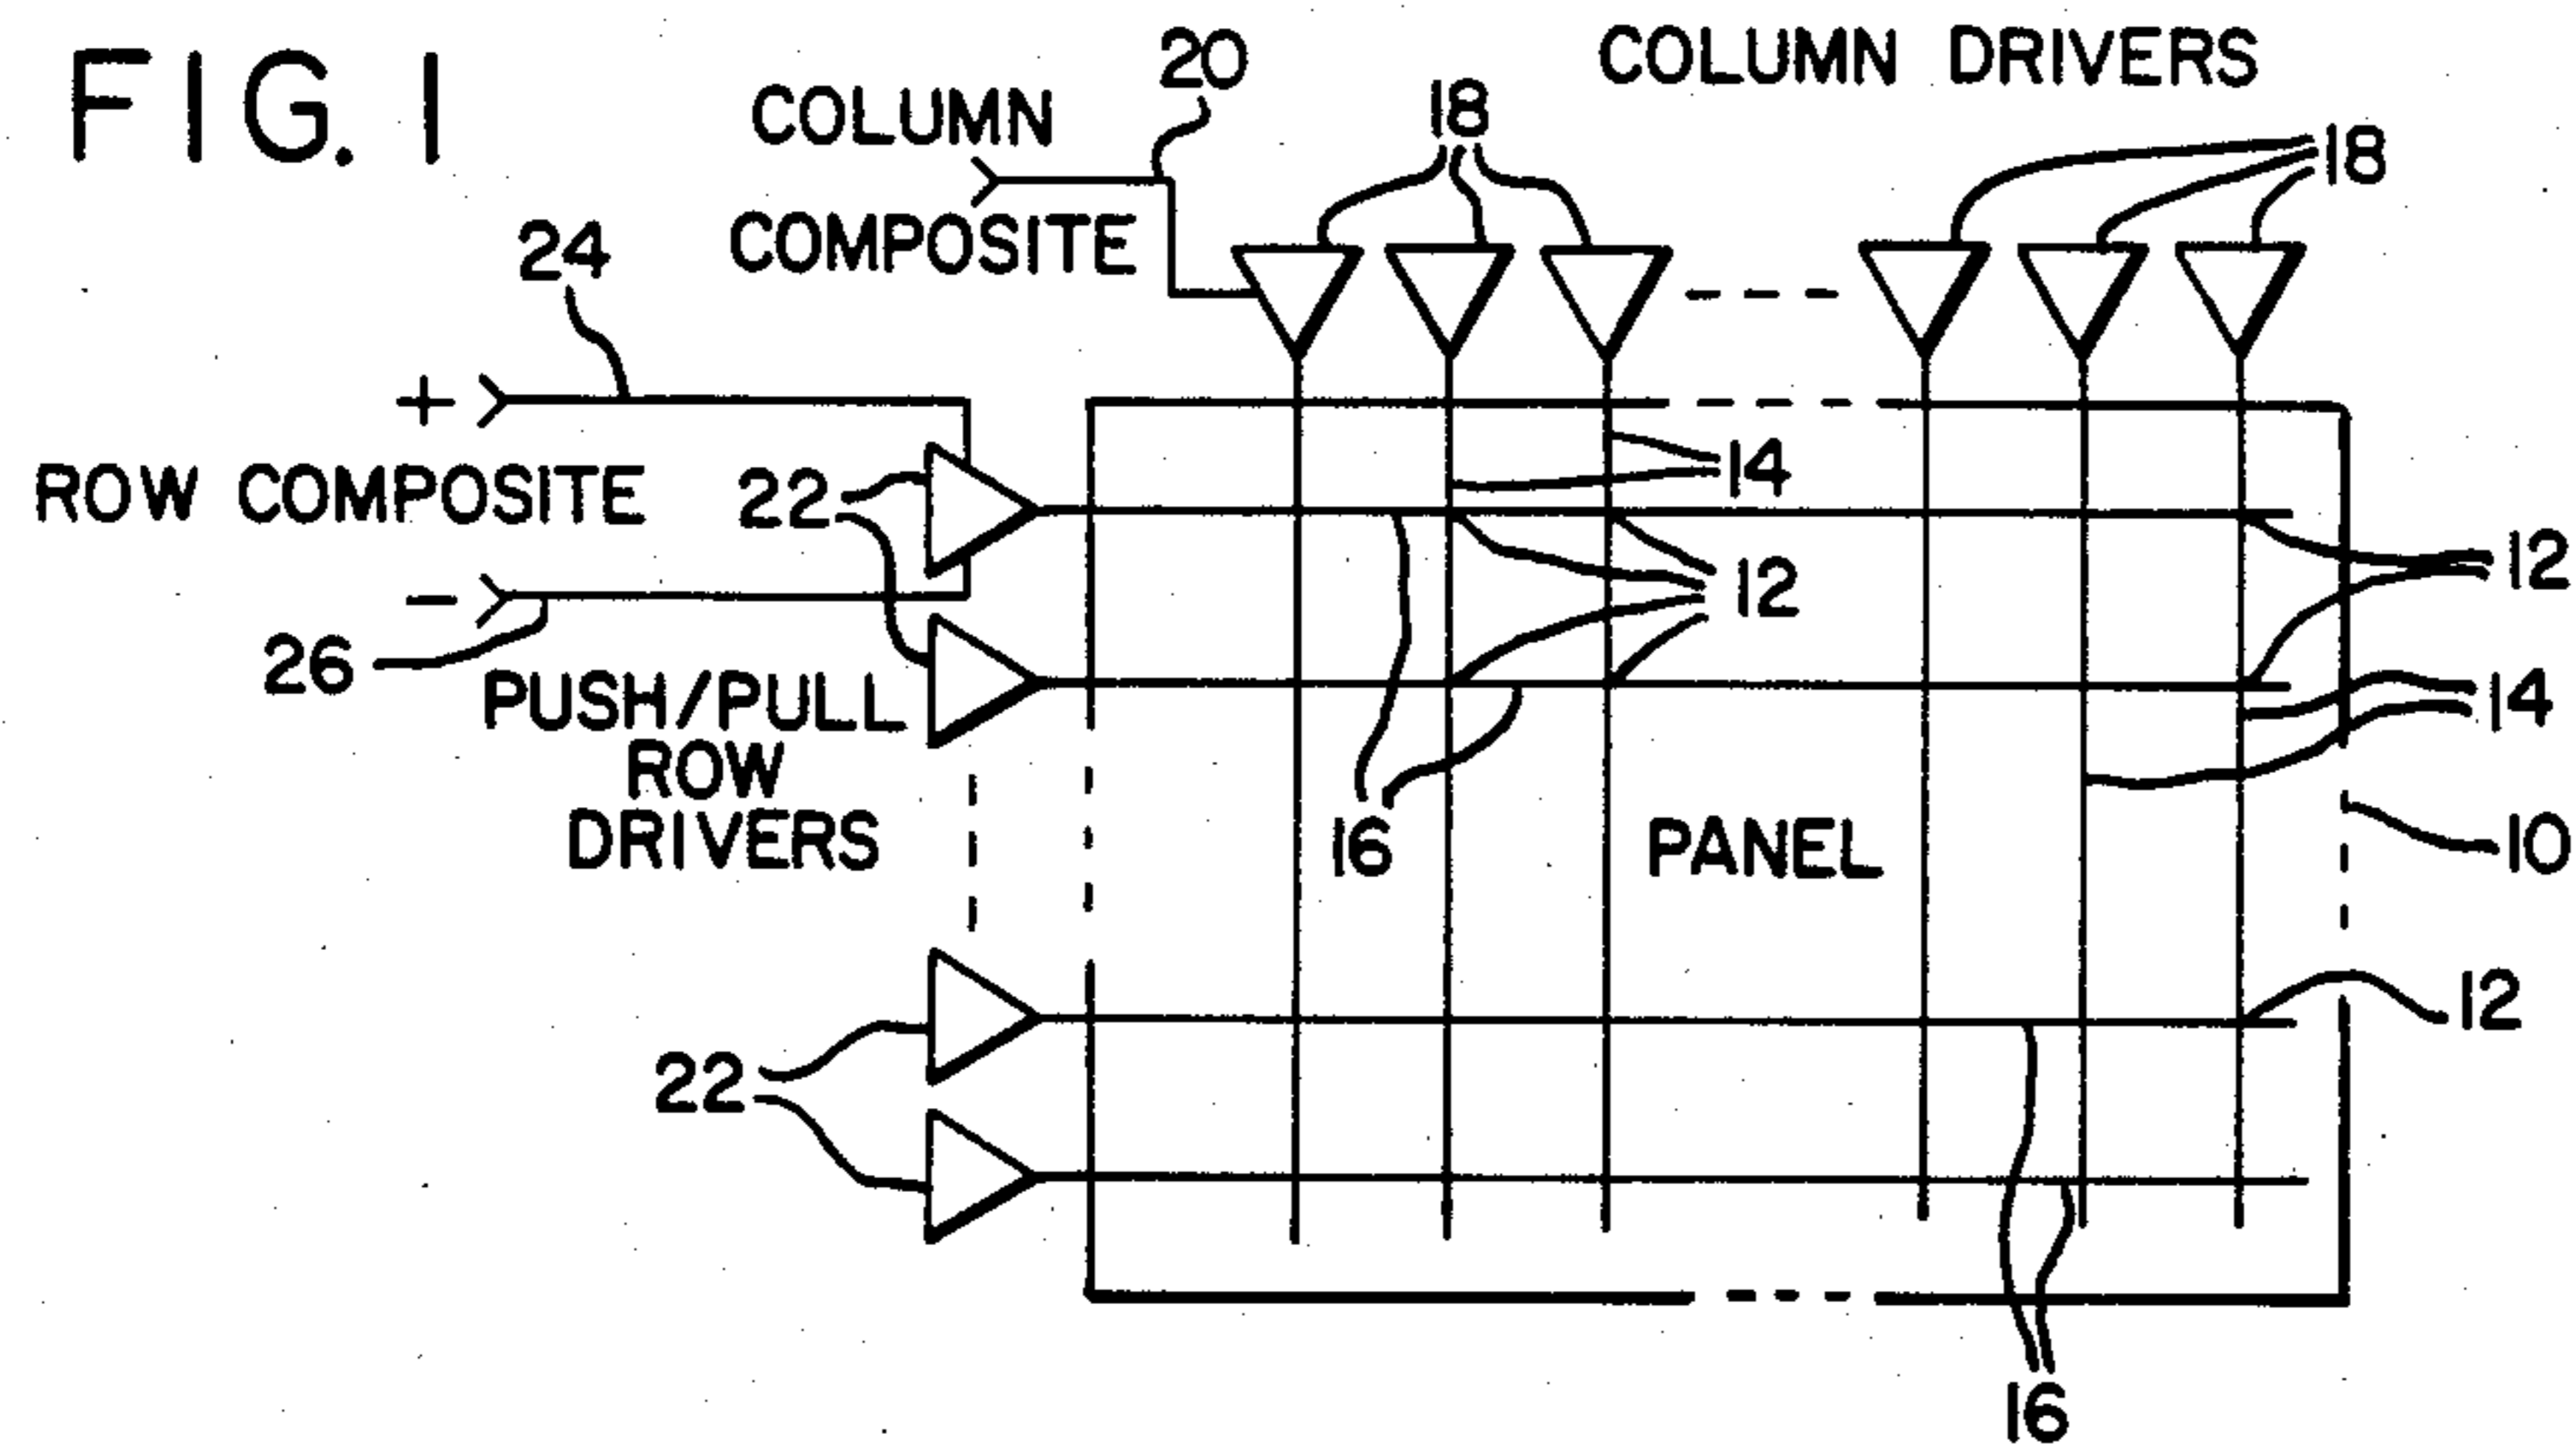 FIG. 1
COLUMN DRIVERS
20
18
18
COLUMN
COMPOSITE
24
+
ROW COMPOSITE
22
14
12
12
-
26
PUSH/PULL
ROW
DRIVERS
14
16
PANEL
10
12
22
16